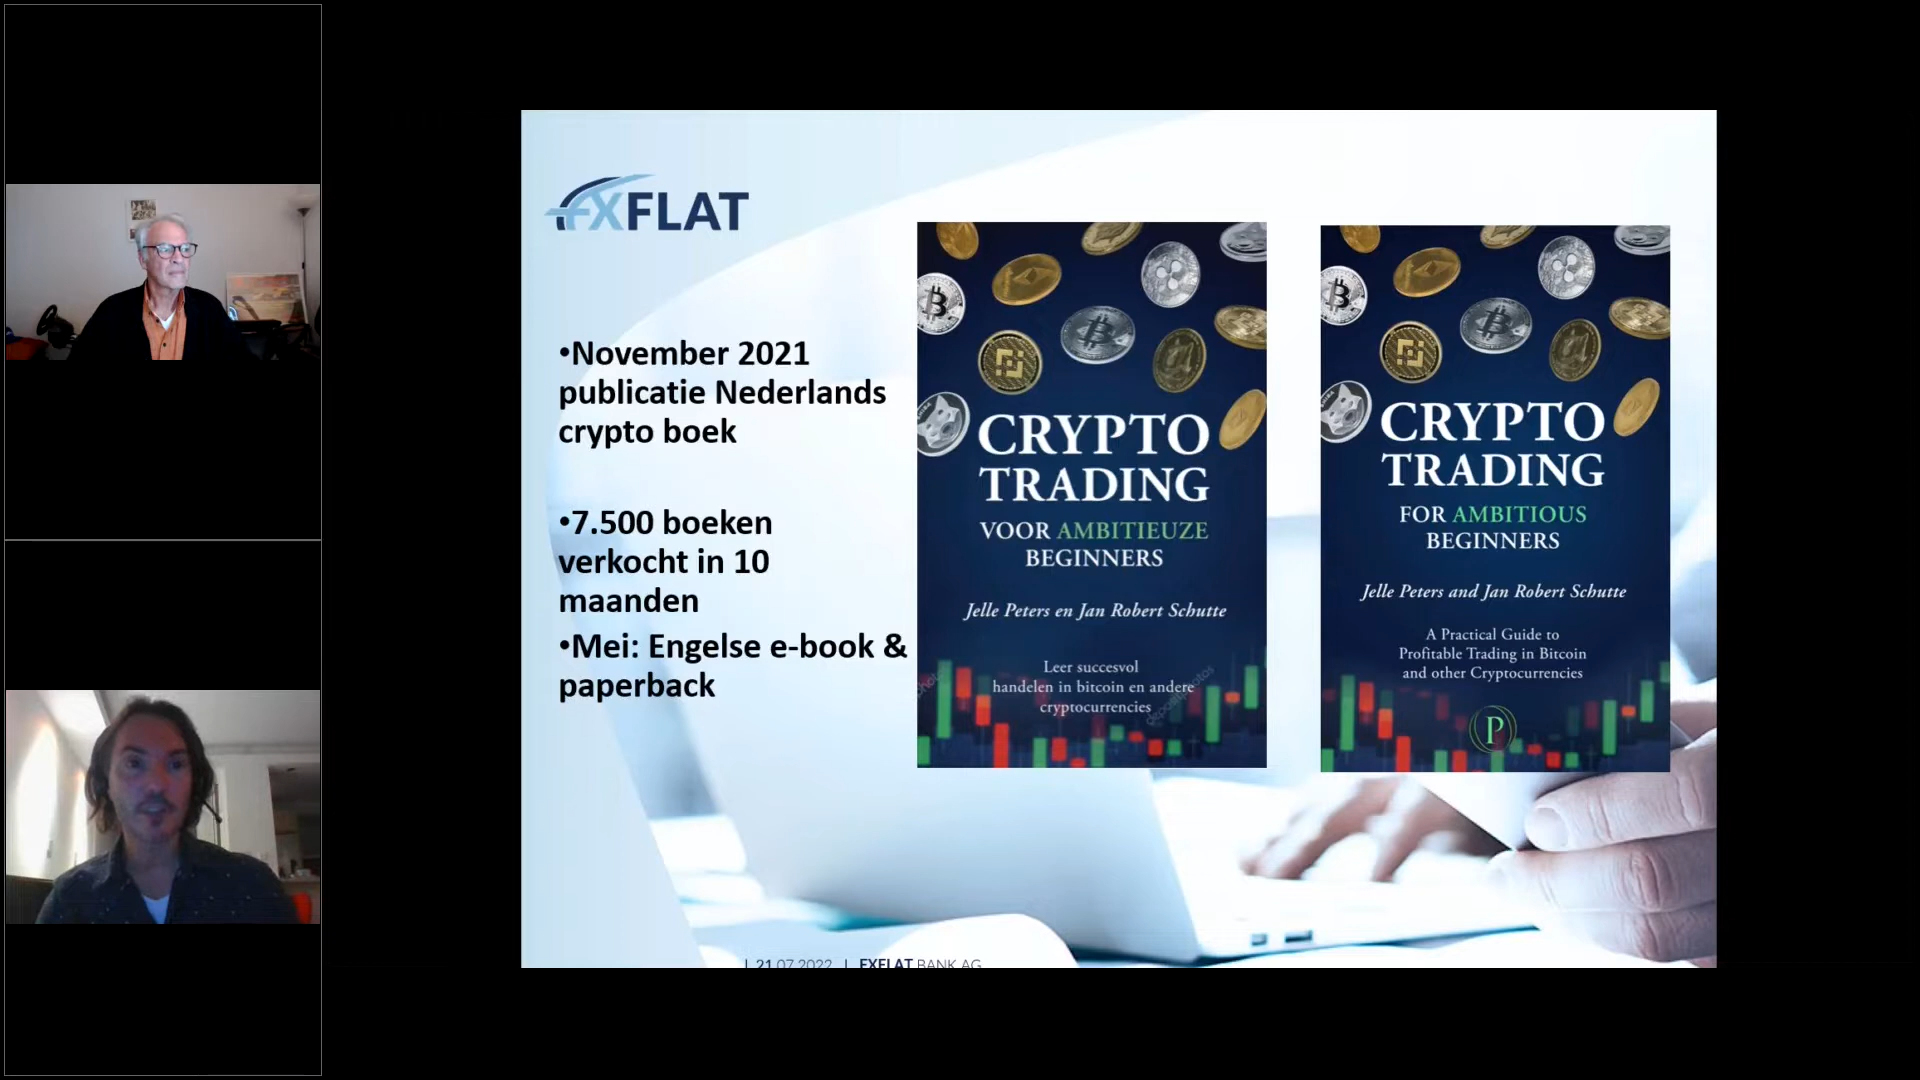 FXFLAT
•November 2021
publicatie Nederlands
crypto boek
•7.500 boeken
verkocht in 10
maanden
•Mei: Engelse e-book &
paperback
CRYPTO
TRADING
VOOR AMBITIEUZE
BEGINNERS
Jelle Peters en Jan Robert Schutte
Leer succesvol
handelen in bitcoin en andere
cryptocurrencies
depositphotos
CRYPTO
TRADING
FOR AMBITIOUS
BEGINNERS
Jelle Peters and Jan Robert Schutte
A Practical Guide to
Profitable Trading in Bitcoin
and other Cryptocurrencies
P
| 21.07.2022 | FXFLAT BANK AG